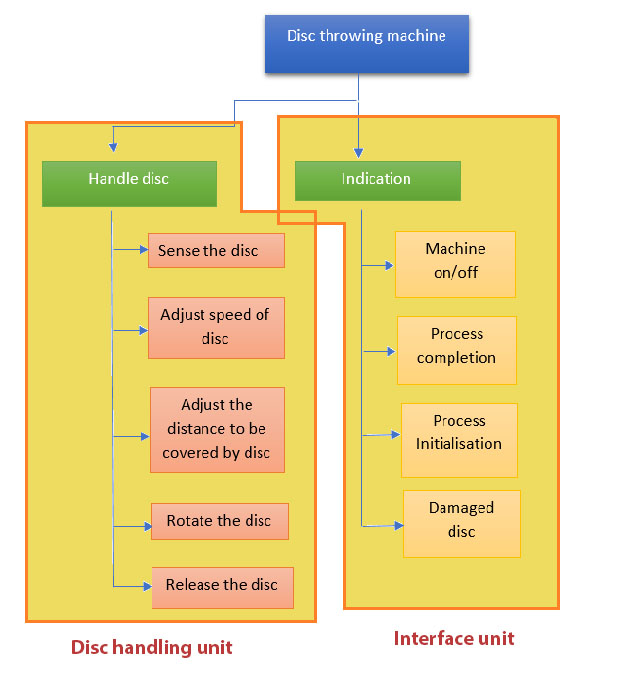 Disc throwing machine
Handle disc
Sense the disc
Adjust speed of
disc
Adjust the
distance to be
covered by disc
Rotate the disc
Release the disc
Disc handling unit
Indication
Machine
on/off
Process
completion
Process
Initialisation
Damaged
disc
Interface unit